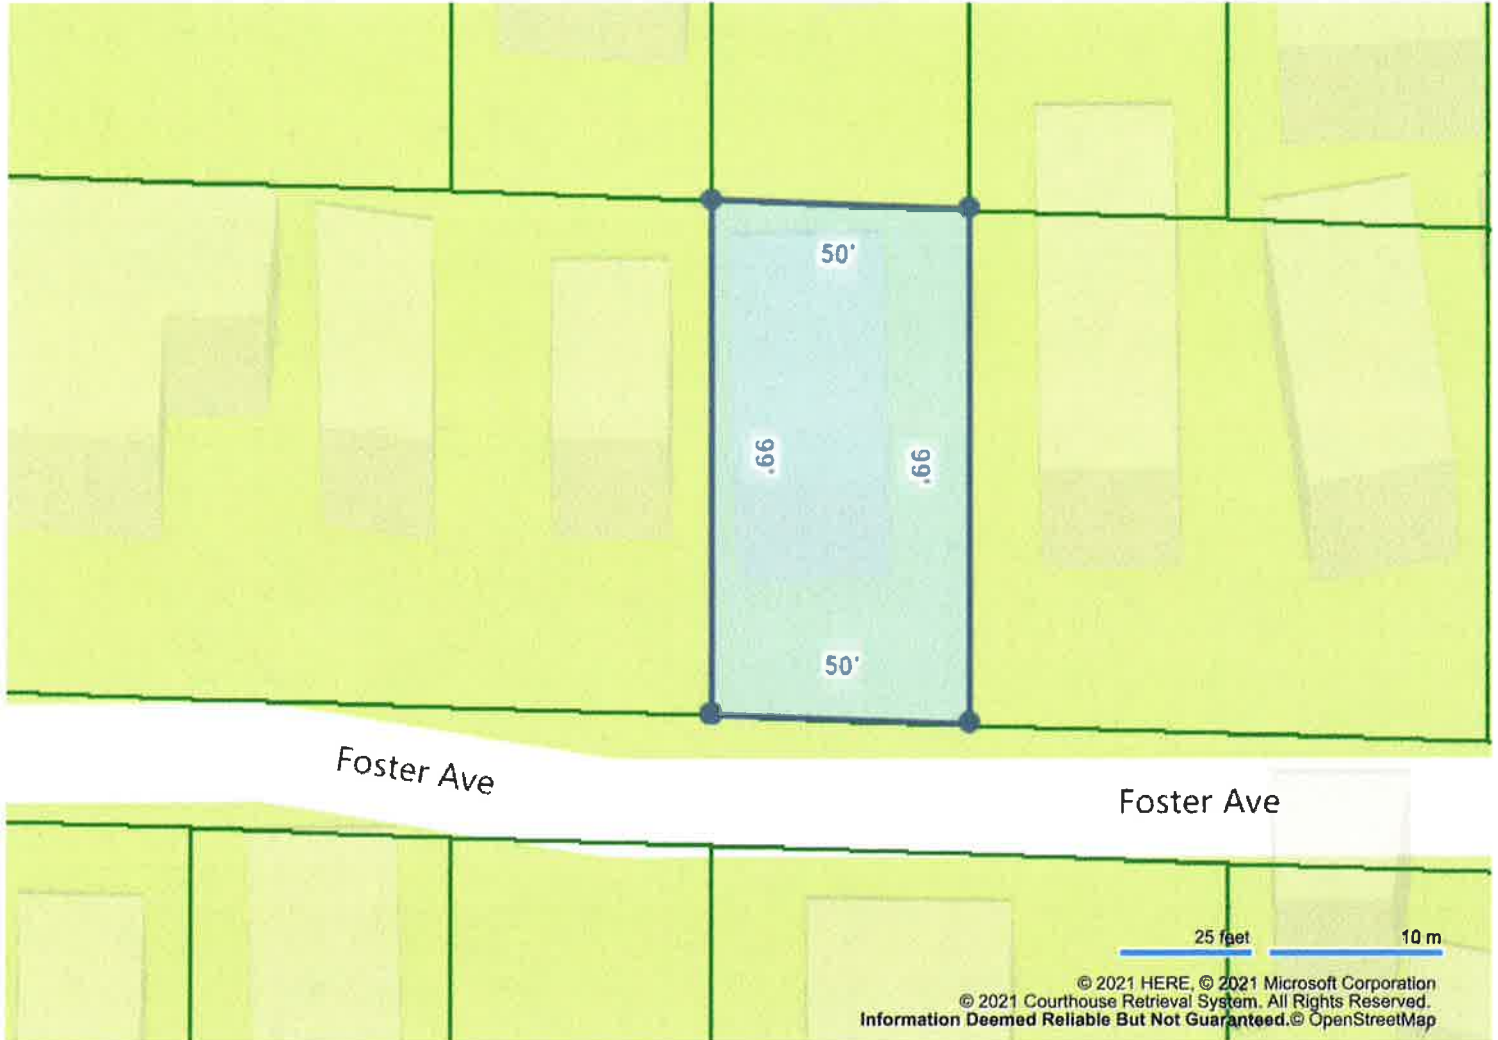 50'
99'
99'
50'
Foster Ave
Foster Ave
25 feet
10 m
© 2021 HERE, © 2021 Microsoft Corporation
© 2021 Courthouse Retrieval System. All Rights Reserved.
Information Deemed Reliable But Not Guaranteed.© OpenStreetMap